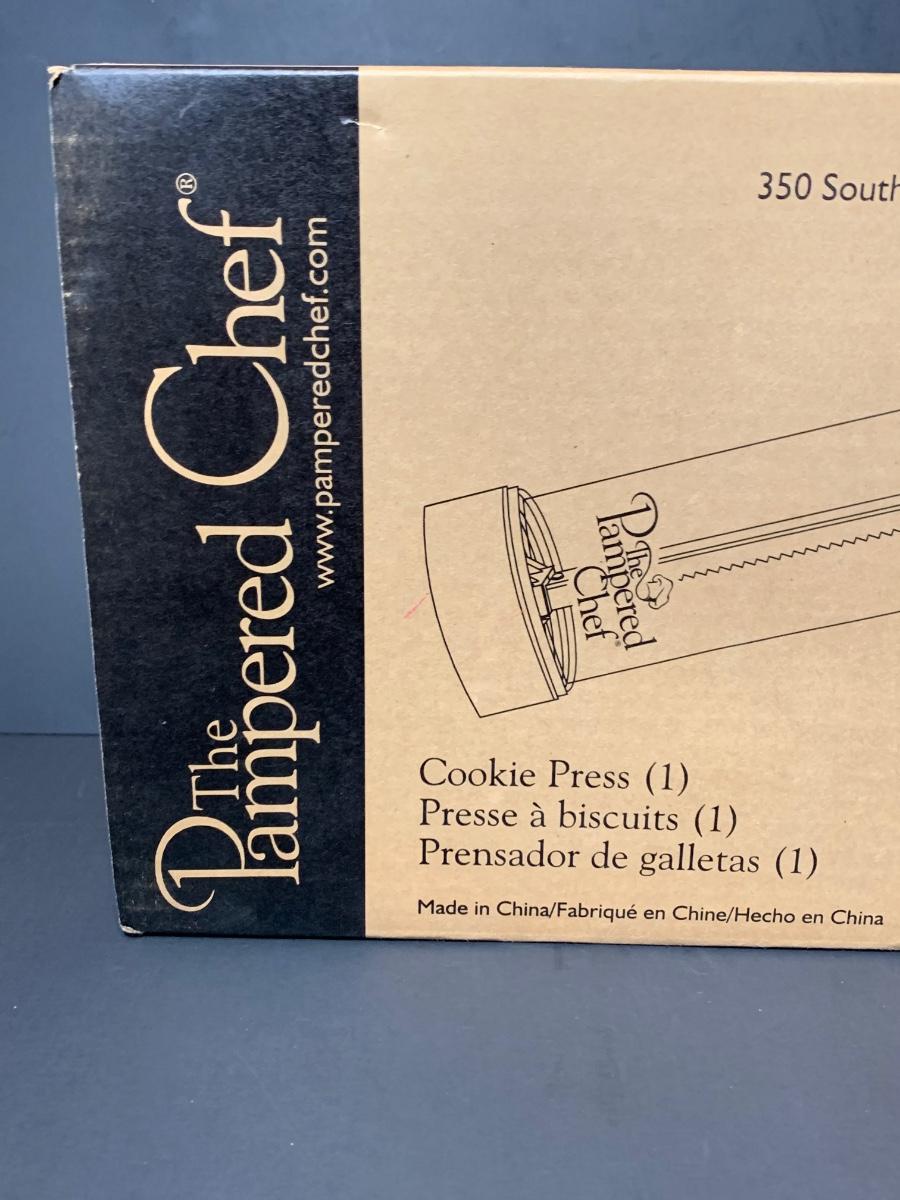 The
Pampered Chef®
www.pamperedchef.com
350 South
The
Pampered
Chef®
Cookie Press (1)
Presse à biscuits (1)
Prensador de galletas (1)
Made in China/Fabriqué en Chine/Hecho en China